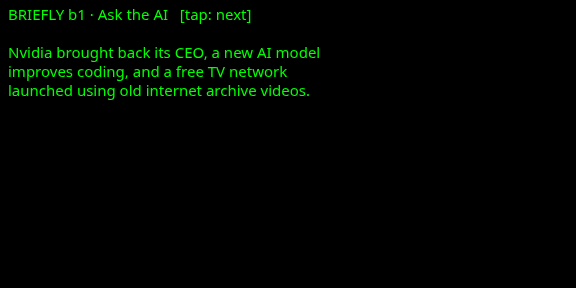 BRIEFLY b1 · Ask the AI [tap: next]
Nvidia brought back its CEO, a new AI model
improves coding, and a free TV network
launched using old internet archive videos.